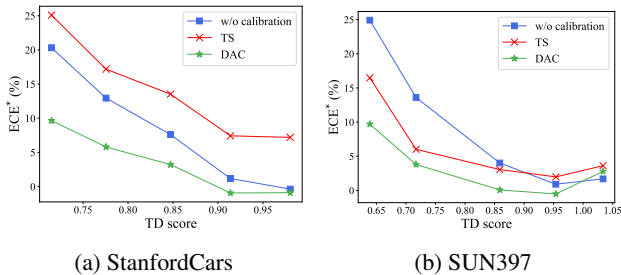 25
20
15
10
5
0
ECE* (%)
w/o calibration
TS
DAC
0.75 0.80 0.85 0.90 0.95
TD score
(a) StanfordCars
25
20
15
10
5
0
ECE* (%)
w/o calibration
TS
DAC
0.65 0.70 0.75 0.80 0.85 0.90 0.95 1.00 1.05
TD score
(b) SUN397